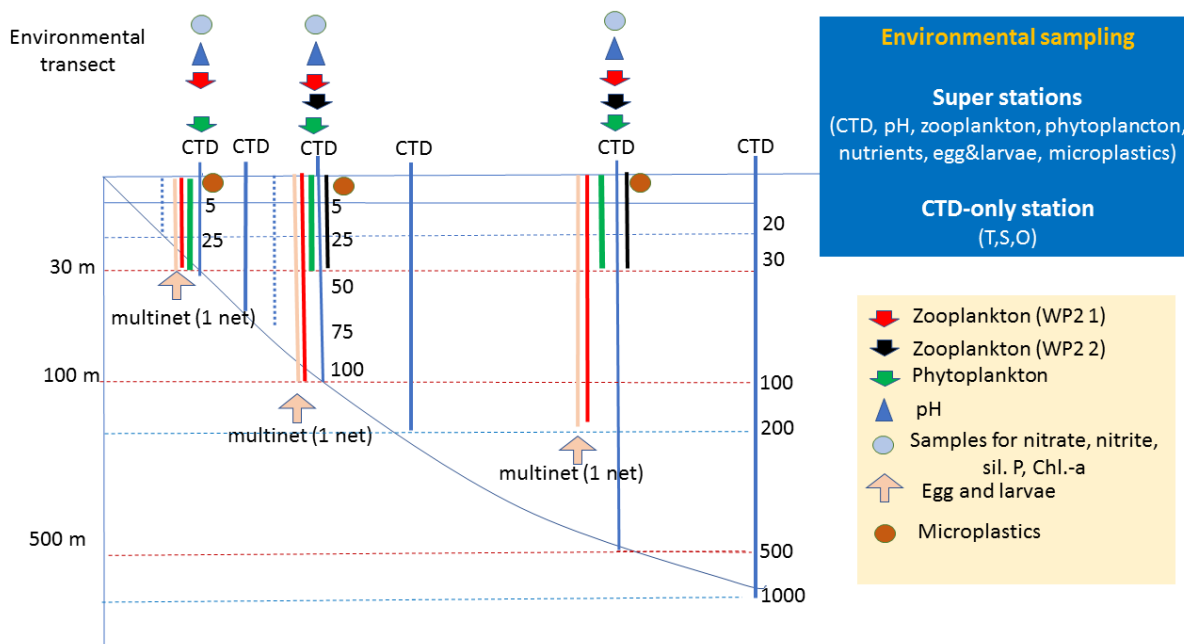 Environmental
transect
CTD
CTD
CTD
CTD
CTD
CTD
5
25
5
25
50
75
100
30 m
100 m
500 m
multinet (1 net)
multinet (1 net)
multinet (1 net)
20
30
100
200
500
1000
Environmental sampling
Super stations
(CTD, pH, zooplankton, phytoplancton,
nutrients, egg&larvae, microplastics)
CTD-only station
(T,S,O)
Zooplankton (WP2 1)
Zooplankton (WP2 2)
Phytoplankton
pH
Samples for nitrate, nitrite,
sil. P, Chl.-a
Egg and larvae
Microplastics